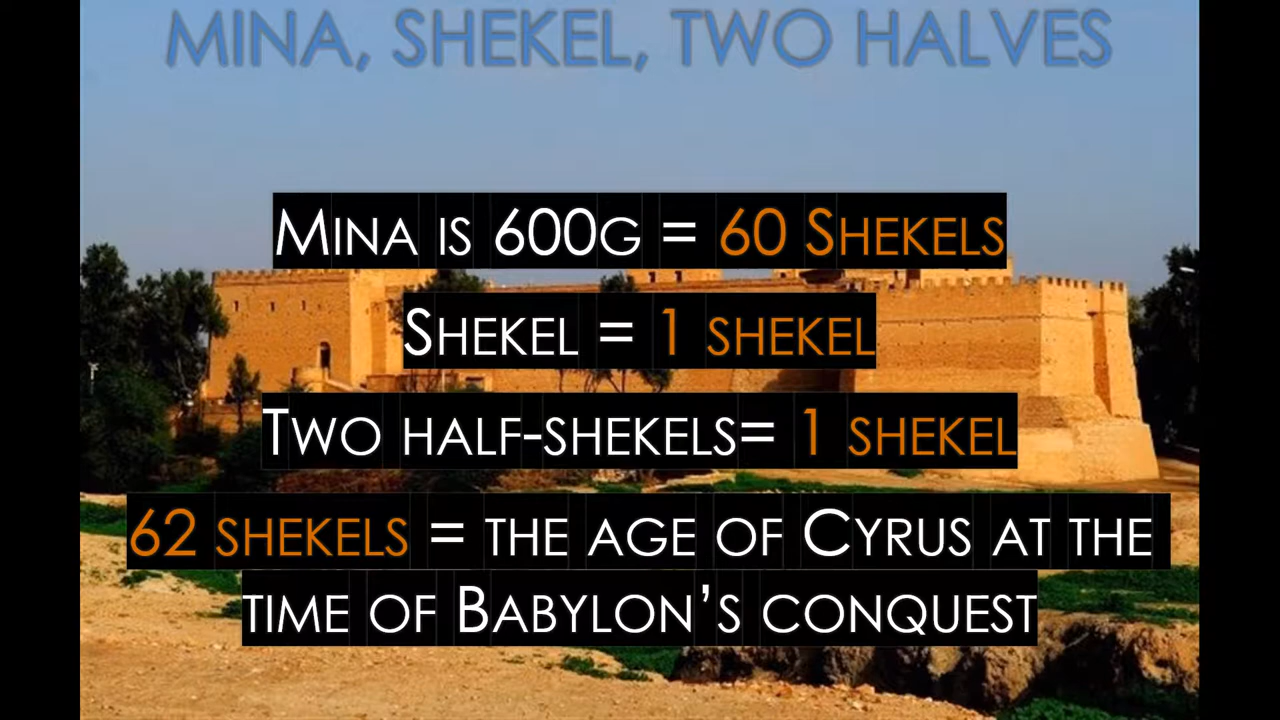 MINA, SHEKEL, TWO HALVES
MINA IS 600G = 60 SHEKELS
SHEKEL = 1 SHEKEL
TWO HALF-SHEKELS= 1 SHEKEL
62 SHEKELS = THE AGE OF CYRUS AT THE
TIME OF BABYLON'S CONQUEST